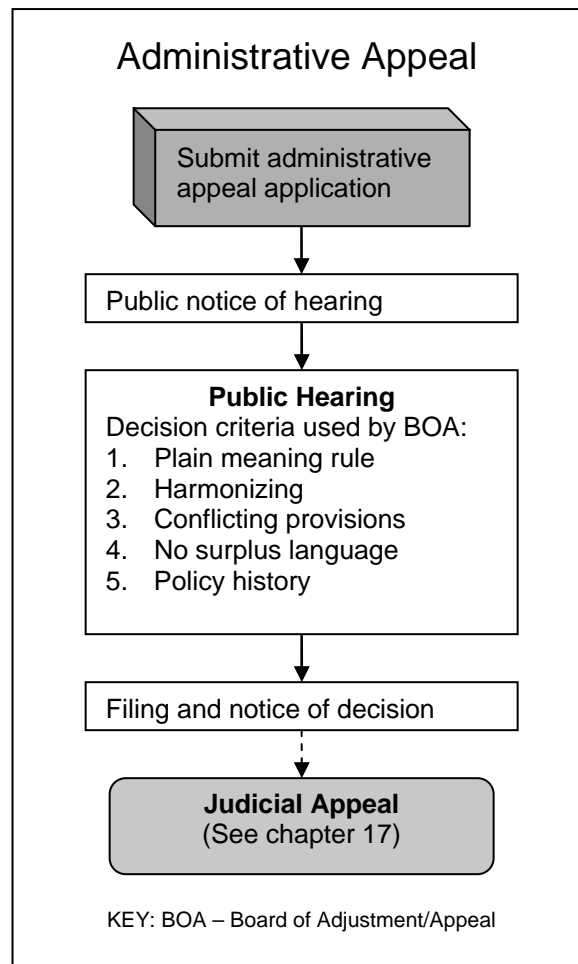 Administrative Appeal
Submit administrative
appeal application
Public notice of hearing
Public Hearing
Decision criteria used by BOA:
1. Plain meaning rule
2. Harmonizing
3. Conflicting provisions
4. No surplus language
5. Policy history
Filing and notice of decision
Judicial Appeal
(See chapter 17)
KEY: BOA – Board of Adjustment/Appeal